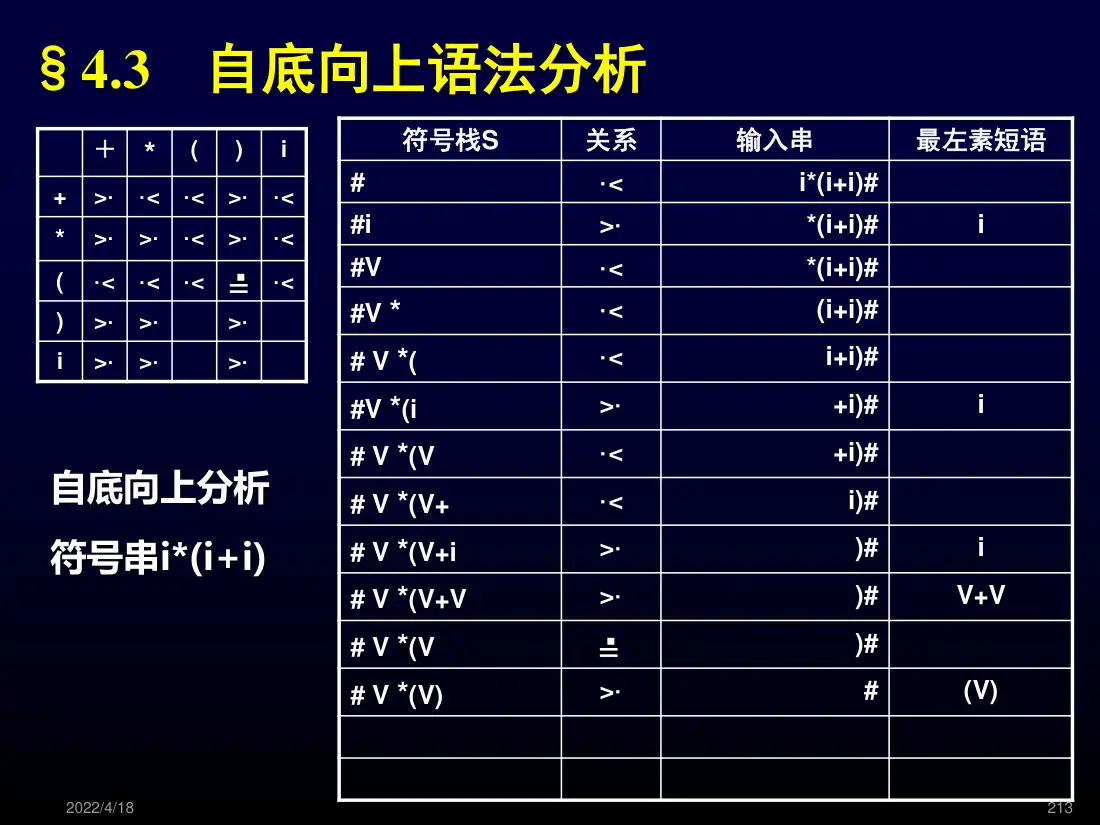 §4.3 自底向上语法分析
＋ * ( ) i
+ >· ·< ·< >· ·<
* >· >· ·< >· ·<
( ·< ·< ·< ≐ ·<
) >· >· >·
i >· >· >·
自底向上分析
符号串i*(i+i)
符号栈S 关系 输入串 最左素短语
# ·< i*(i+i)#
#i >· *(i+i)# i
#V ·< *(i+i)#
#V * ·< (i+i)#
# V *( ·< i+i)#
#V *(i >· +i)# i
# V *(V ·< +i)#
# V *(V+ ·< i)#
# V *(V+i >· )# i
# V *(V+V >· )# V+V
# V *(V ≐ )#
# V *(V) >· # (V)
2022/4/18
213